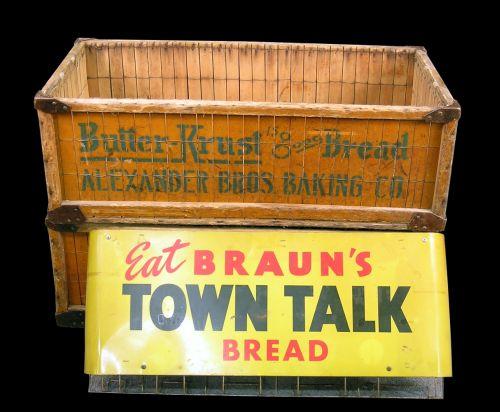 Butter-Krust Bread
ALEXANDER BROS. BAKING CO.
Eat BRAUN'S
TOWN TALK
BREAD